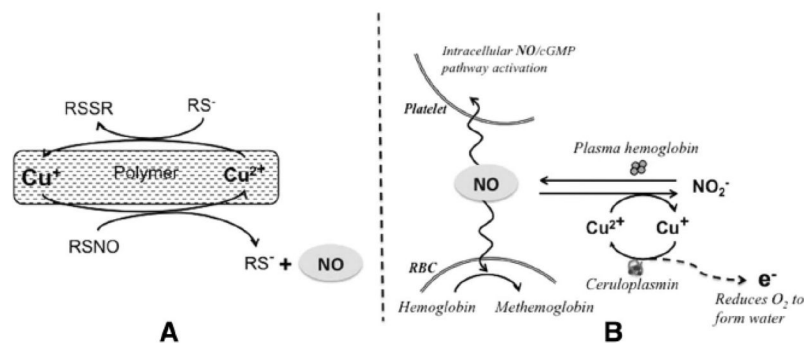 RSSR
RS-
Cu+
Polymer
Cu2+
RSNO
RS- + NO
A
Intracellular NO/cGMP
pathway activation
Platelet
Plasma hemoglobin
NO
NO2-
Cu2+
Cu+
RBC
Ceruloplasmin
e-
Hemoglobin
Methemoglobin
Reduces O2 to
form water
B